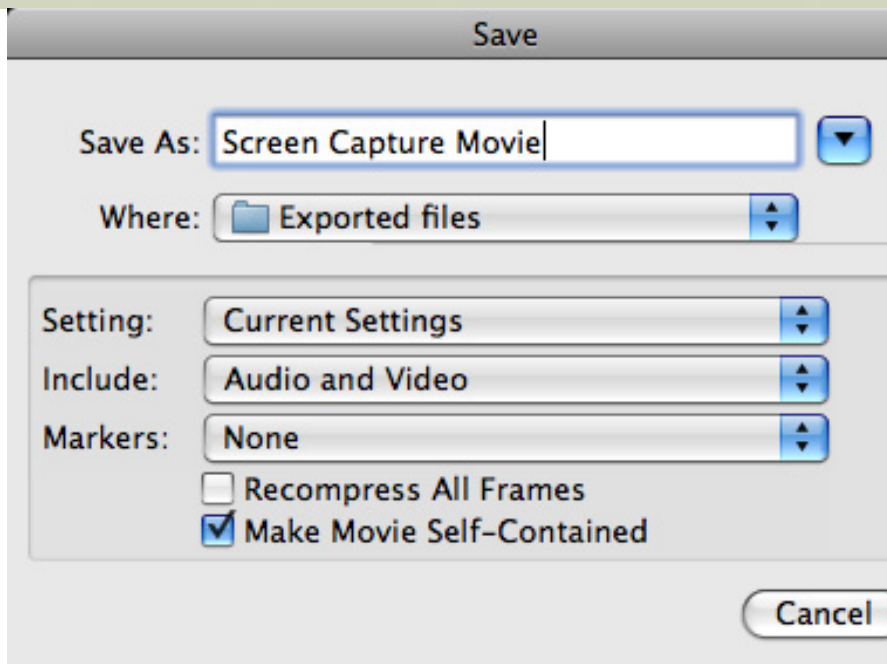 Save
Save As: Screen Capture Movie
Where: Exported files
Setting: Current Settings
Include: Audio and Video
Markers: None
Recompress All Frames
Make Movie Self-Contained
Cancel